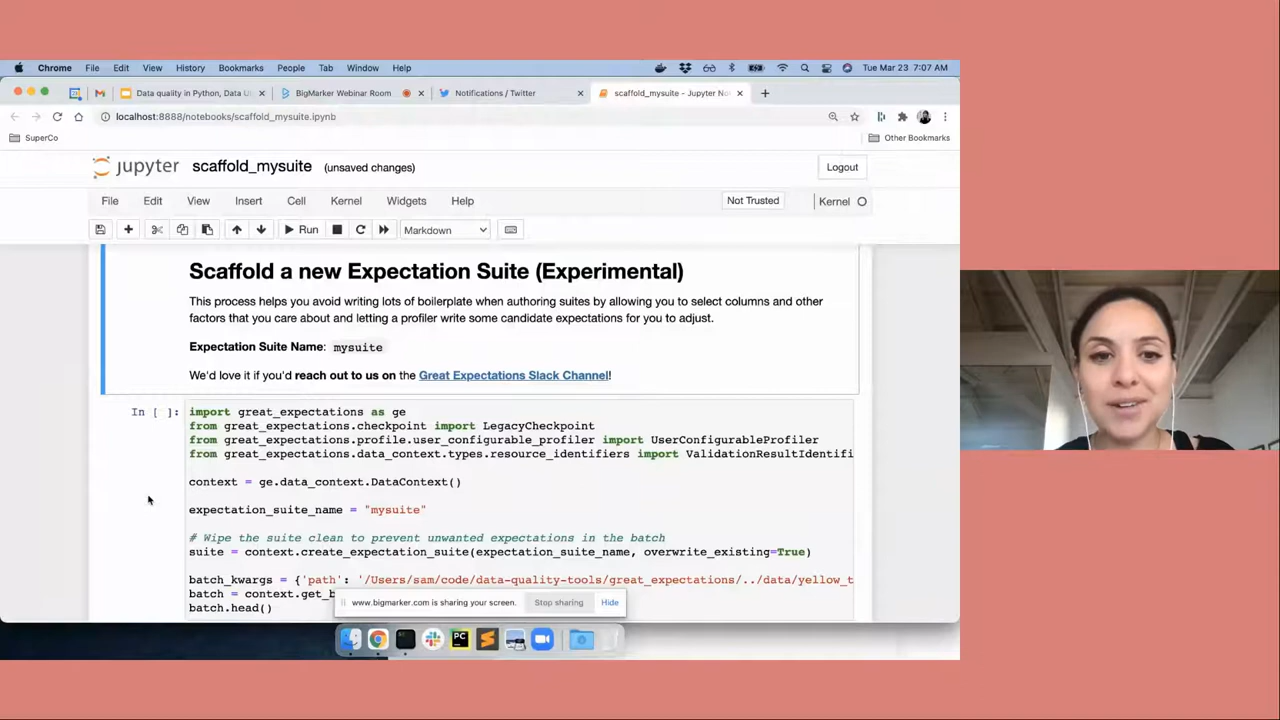 Chrome File Edit View History Bookmarks People Tab Window Help Tue Mar 23 7:07 AM
Data quality in Python, Data U BigMarker Webinar Room Notifications / Twitter scaffold_mysuite - Jupyter No
localhost:8888/notebooks/scaffold_mysuite.ipynb
SuperCo Other Bookmarks
jupyter scaffold_mysuite (unsaved changes) Logout
File Edit View Insert Cell Kernel Widgets Help Not Trusted Kernel
Run Markdown
Scaffold a new Expectation Suite (Experimental)
This process helps you avoid writing lots of boilerplate when authoring suites by allowing you to select columns and other
factors that you care about and letting a profiler write some candidate expectations for you to adjust.
Expectation Suite Name: mysuite
We'd love it if you'd reach out to us on the Great Expectations Slack Channel!
In [ ]: import great_expectations as ge
from great_expectations.checkpoint import LegacyCheckpoint
from great_expectations.profile.user_configurable_profiler import UserConfigurableProfiler
from great_expectations.data_context.types.resource_identifiers import ValidationResultIdentifi
context = ge.data_context.DataContext()
expectation_suite_name = "mysuite"
# Wipe the suite clean to prevent unwanted expectations in the batch
suite = context.create_expectation_suite(expectation_suite_name, overwrite_existing=True)
batch_kwargs = {'path': '/Users/sam/code/data-quality-tools/great_expectations/../data/yellow_t
batch = context.get_b
batch.head()
www.bigmarker.com is sharing your screen. Stop sharing Hide
PC